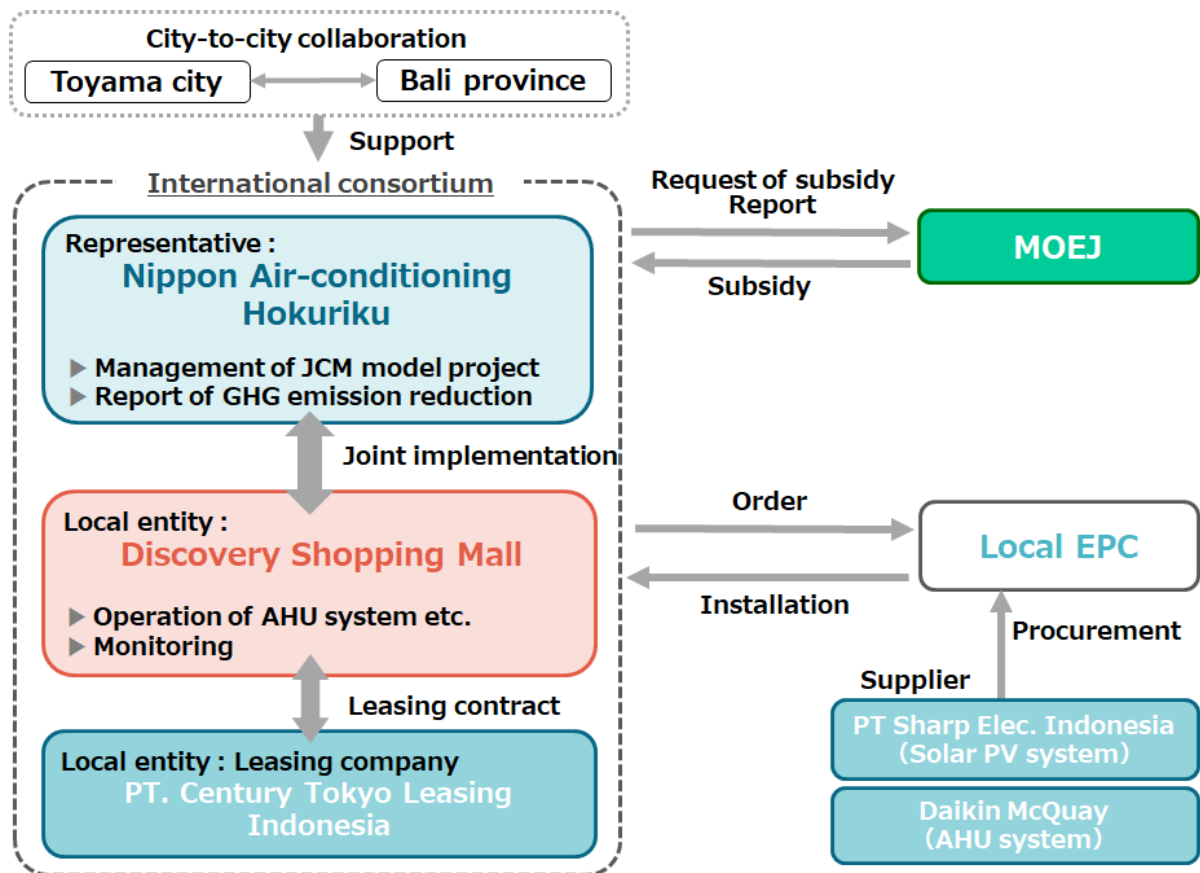 City-to-city collaboration
Toyama city
Bali province
Support
International consortium
Representative :
Nippon Air-conditioning
Hokuriku
▶ Management of JCM model project
▶ Report of GHG emission reduction
Joint implementation
Local entity :
Discovery Shopping Mall
▶ Operation of AHU system etc.
▶ Monitoring
Leasing contract
Local entity : Leasing company
PT. Century Tokyo Leasing
Indonesia
Request of subsidy
Report
MOEJ
Subsidy
Order
Local EPC
Installation
Procurement
Supplier
PT Sharp Elec. Indonesia
（Solar PV system）
Daikin McQuay
（AHU system）